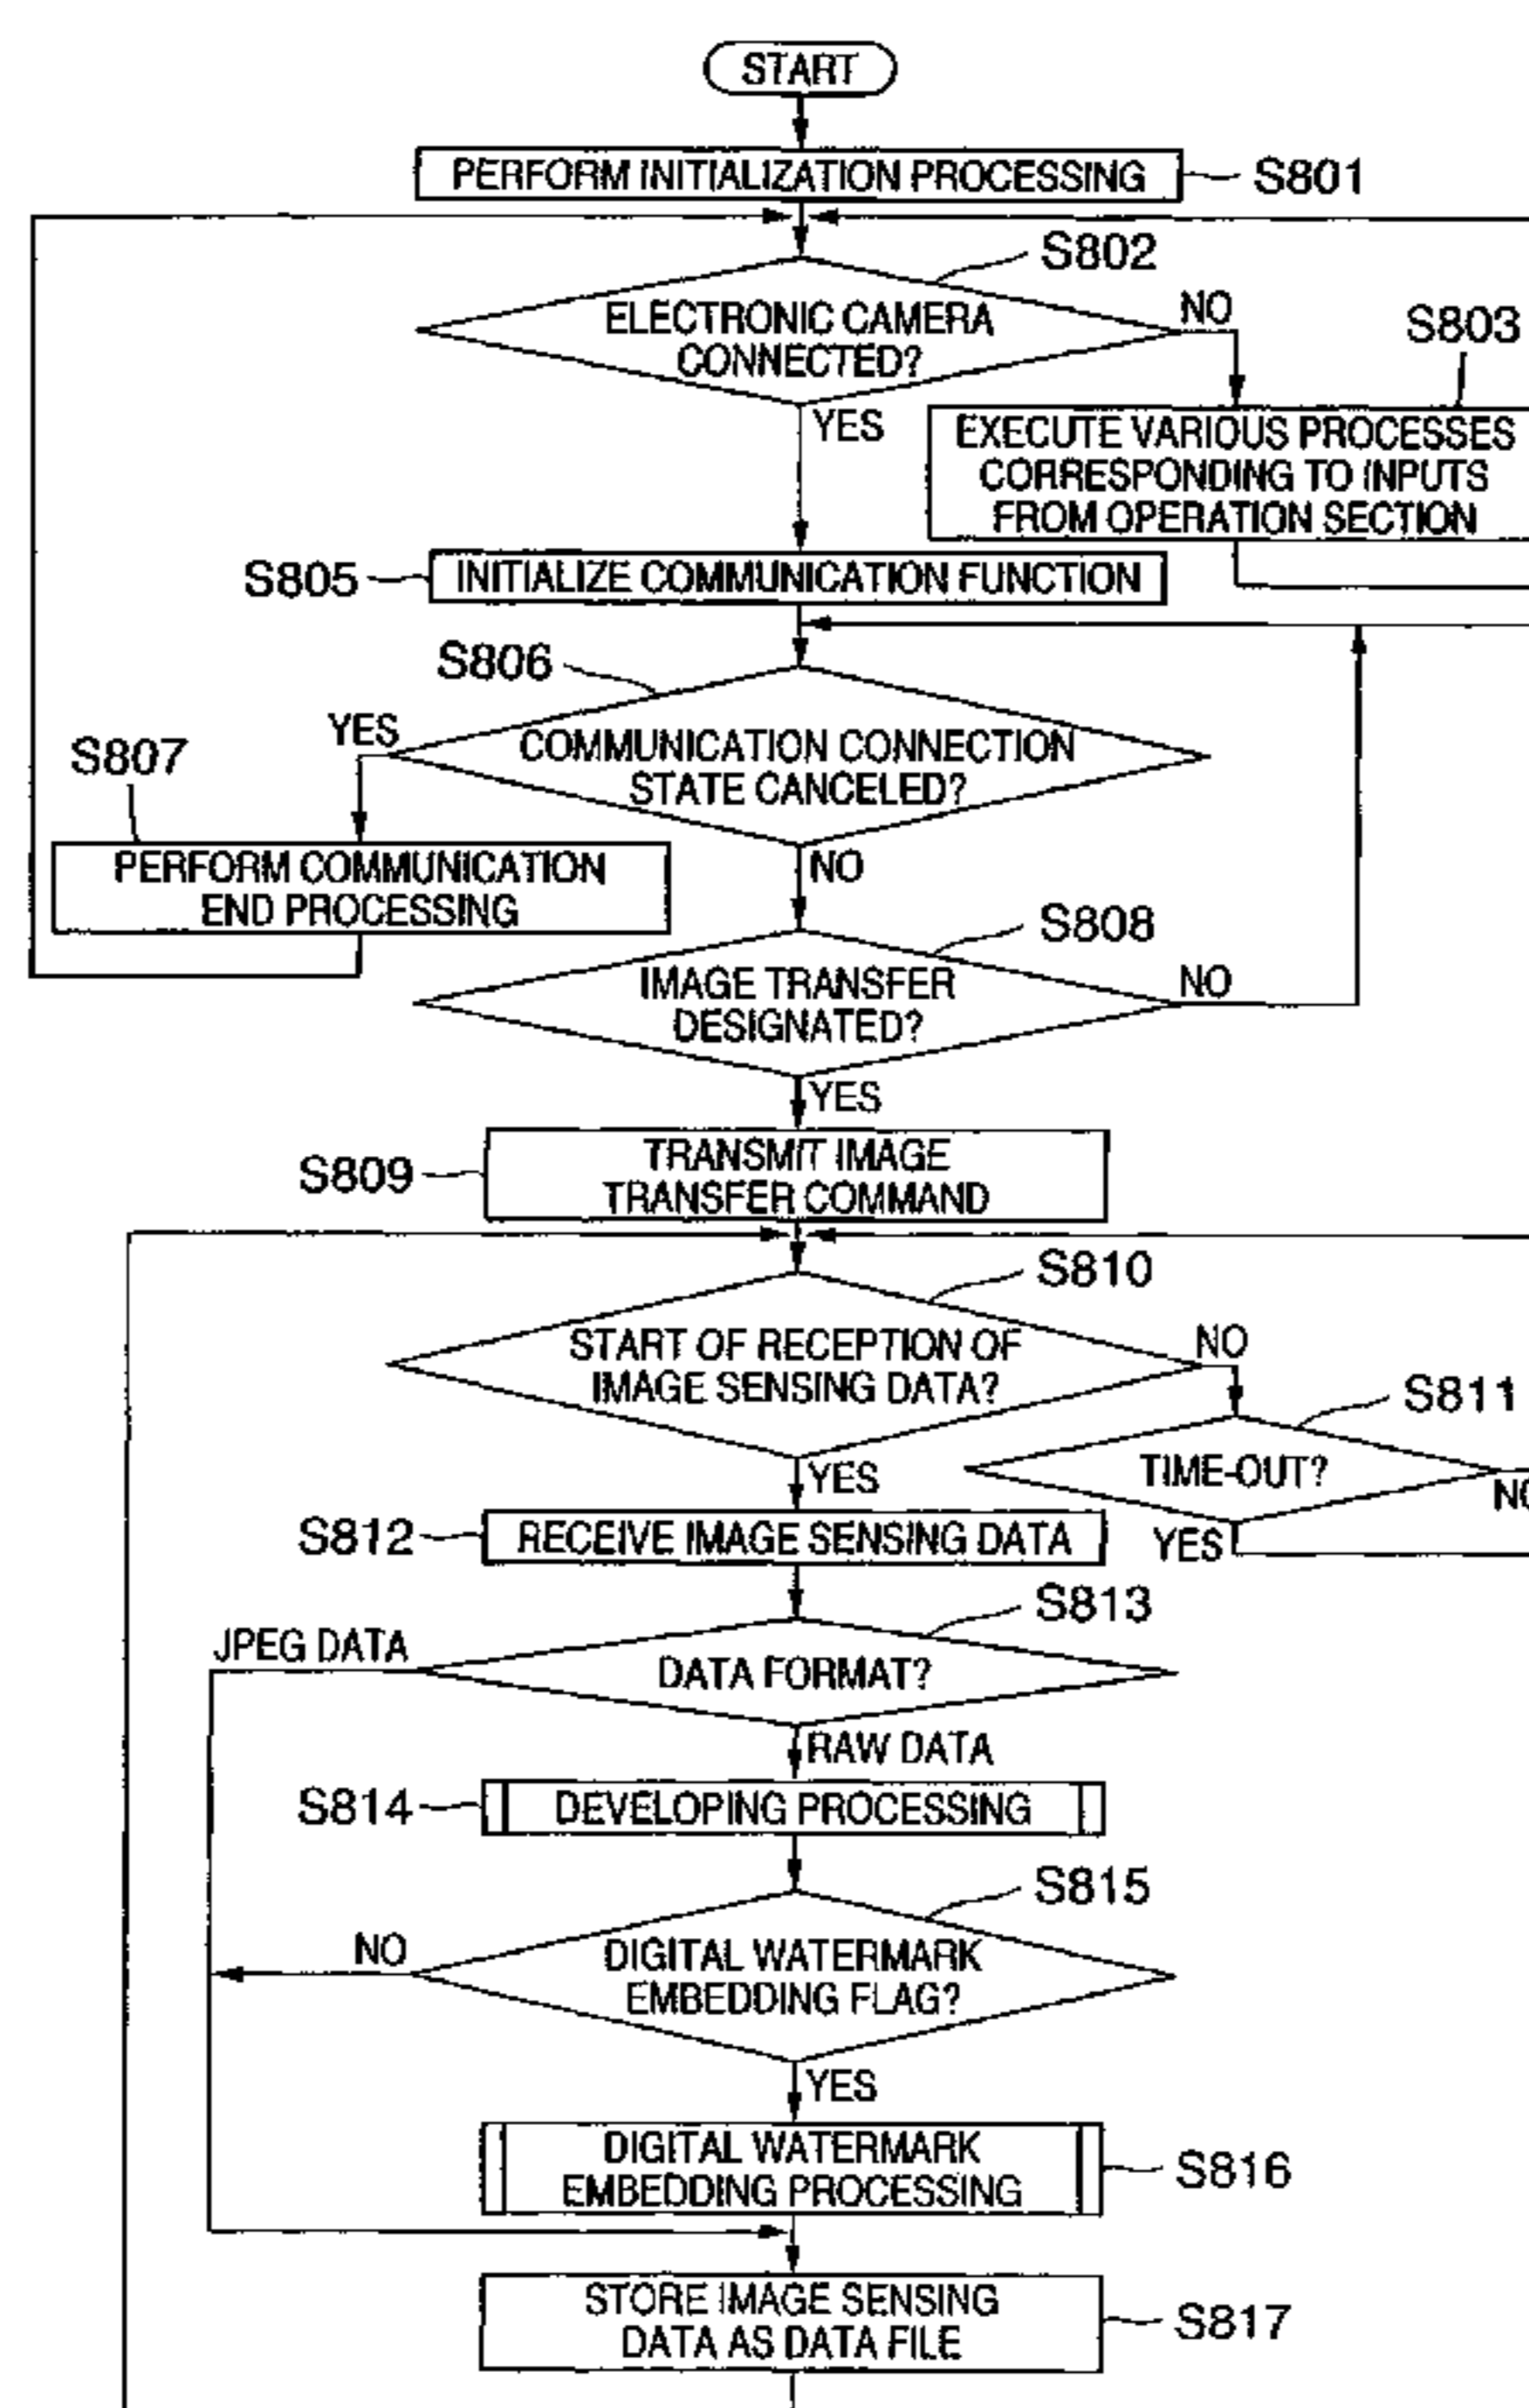 START
PERFORM INITIALIZATION PROCESSING
S801
S802
ELECTRONIC CAMERA
CONNECTED?
NO
S803
YES
EXECUTE VARIOUS PROCESSES
CORRESPONDING TO INPUTS
FROM OPERATION SECTION
S805
INITIALIZE COMMUNICATION FUNCTION
S806
YES
COMMUNICATION CONNECTION
STATE CANCELED?
S807
NO
PERFORM COMMUNICATION
END PROCESSING
S808
IMAGE TRANSFER
DESIGNATED?
NO
YES
S809
TRANSMIT IMAGE
TRANSFER COMMAND
S810
START OF RECEPTION OF
IMAGE SENSING DATA?
NO
S811
TIME-OUT?
NO
YES
YES
S812
RECEIVE IMAGE SENSING DATA
S813
JPEG DATA
DATA FORMAT?
RAW DATA
S814
DEVELOPING PROCESSING
S815
NO
DIGITAL WATERMARK
EMBEDDING FLAG?
YES
DIGITAL WATERMARK
EMBEDDING PROCESSING
S816
STORE IMAGE SENSING
DATA AS DATA FILE
S817